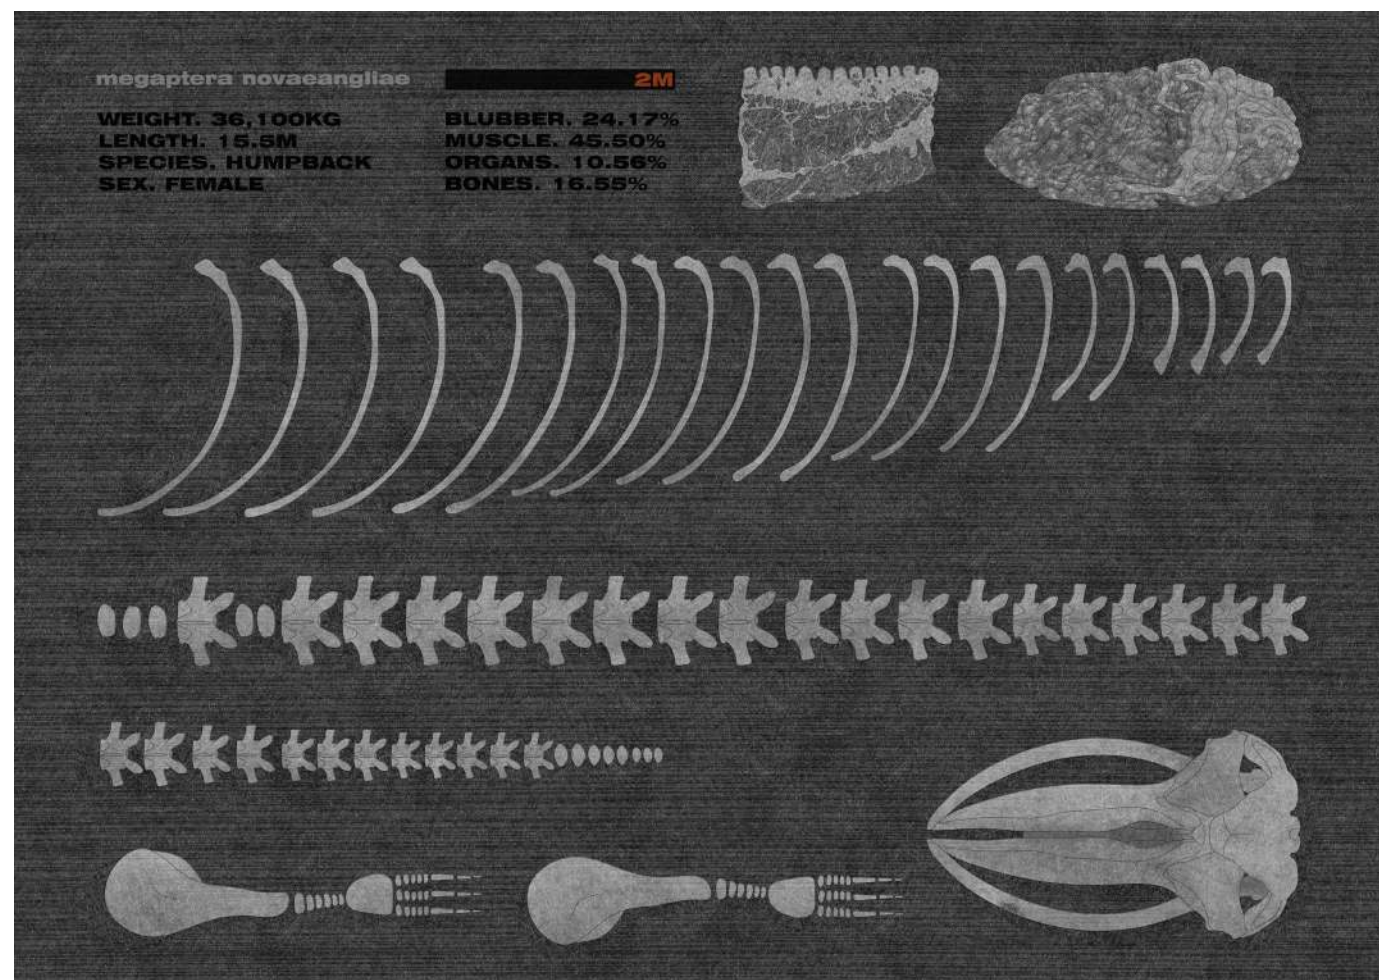 megaptera novaeangliae
2M
WEIGHT. 36,100KG
LENGTH. 15.5M
SPECIES. HUMPBACK
SEX. FEMALE
BLUBBER. 24.17%
MUSCLE. 45.50%
ORGANS. 10.56%
BONES. 16.55%